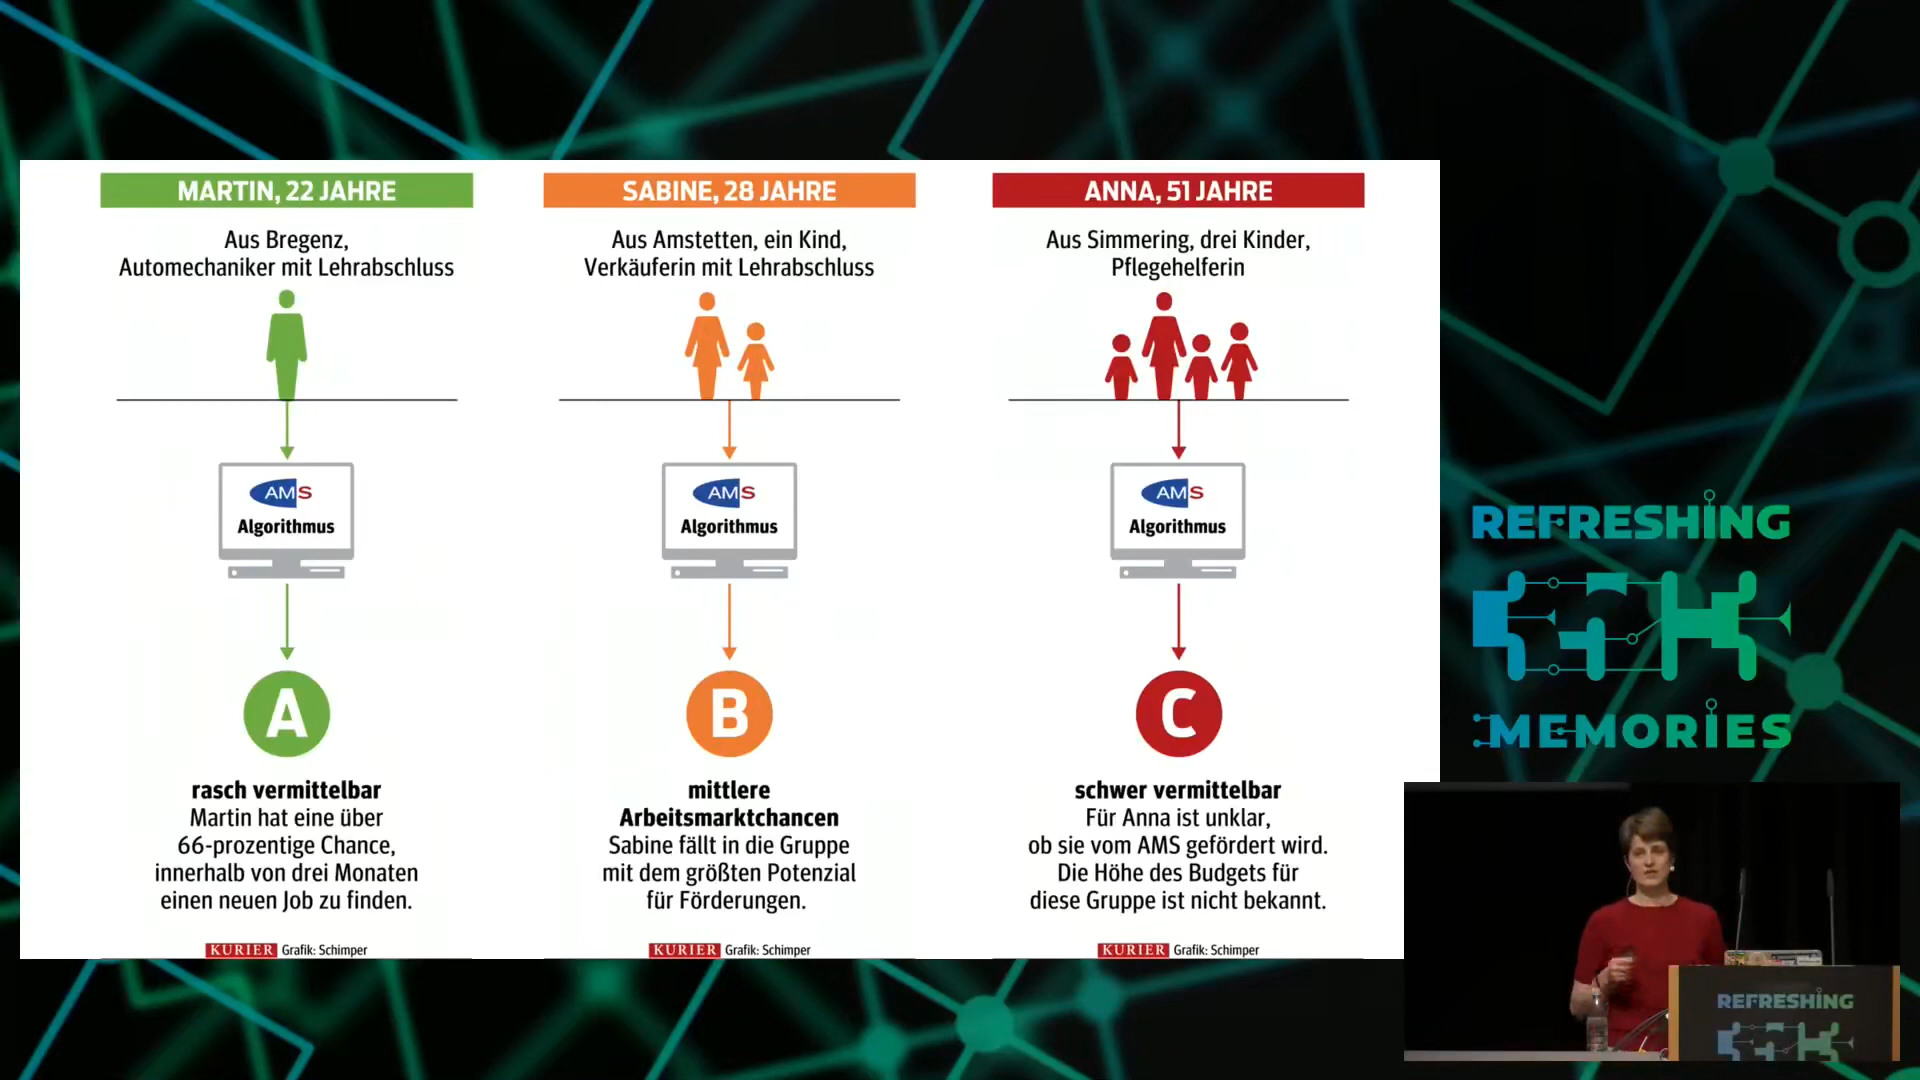 MARTIN, 22 JAHRE
Aus Bregenz,
Automechaniker mit Lehrabschluss
AMS
Algorithmus
A
rasch vermittelbar
Martin hat eine über
66-prozentige Chance,
innerhalb von drei Monaten
einen neuen Job zu finden.
KURIER Grafik: Schimper
SABINE, 28 JAHRE
Aus Amstetten, ein Kind,
Verkäuferin mit Lehrabschluss
AMS
Algorithmus
B
mittlere
Arbeitsmarktchancen
Sabine fällt in die Gruppe
mit dem größten Potenzial
für Förderungen.
KURIER Grafik: Schimper
ANNA, 51 JAHRE
Aus Simmering, drei Kinder,
Pflegehelferin
AMS
Algorithmus
C
schwer vermittelbar
Für Anna ist unklar,
ob sie vom AMS gefördert wird.
Die Höhe des Budgets für
diese Gruppe ist nicht bekannt.
KURIER Grafik: Schimper
REFRESHING
MEMORIES
REFRESHING